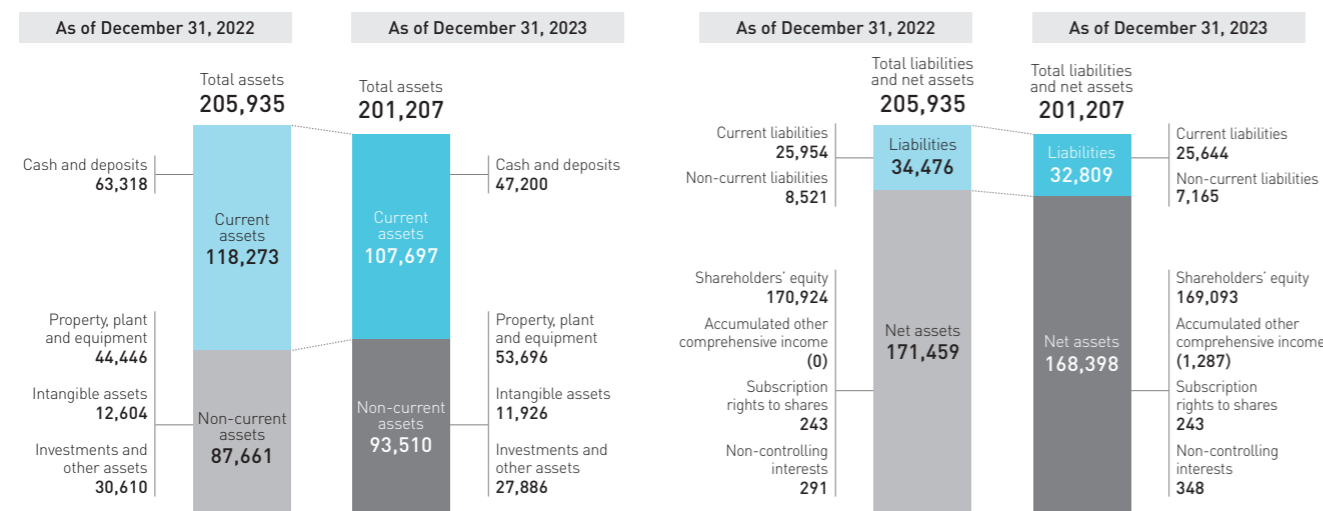 As of December 31, 2022
As of December 31, 2023
Total assets
205,935
Total assets
201,207
Cash and deposits
63,318
Current
assets
118,273
Current
assets
107,697
Cash and deposits
47,200
Property, plant
and equipment
44,446
Intangible assets
12,604
Investments and
other assets
30,610
Non-current
assets
87,661
Non-current
assets
93,510
Property, plant
and equipment
53,696
Intangible assets
11,926
Investments and
other assets
27,886
As of December 31, 2022
As of December 31, 2023
Total liabilities
and net assets
205,935
Total liabilities
and net assets
201,207
Current liabilities
25,954
Non-current liabilities
8,521
Liabilities
34,476
Liabilities
32,809
Current liabilities
25,644
Non-current liabilities
7,165
Shareholders' equity
170,924
Accumulated other
comprehensive income
(0)
Subscription
rights to shares
243
Non-controlling
interests
291
Net assets
171,459
Net assets
168,398
Shareholders' equity
169,093
Accumulated other
comprehensive income
(1,287)
Subscription
rights to shares
243
Non-controlling
interests
348